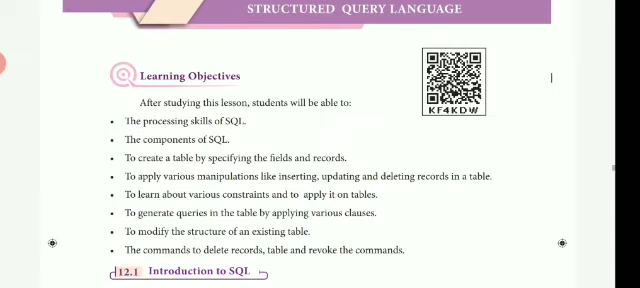 STRUCTURED QUERY LANGUAGE
Learning Objectives
KF4KDW
After studying this lesson, students will be able to:
• The processing skills of SQL.
• The components of SQL.
• To create a table by specifying the fields and records.
• To apply various manipulations like inserting, updating and deleting records in a table.
• To learn about various constraints and to apply it on tables.
• To generate queries in the table by applying various clauses.
• To modify the structure of an existing table.
• The commands to delete records, table and revoke the commands.
12.1 Introduction to SQL